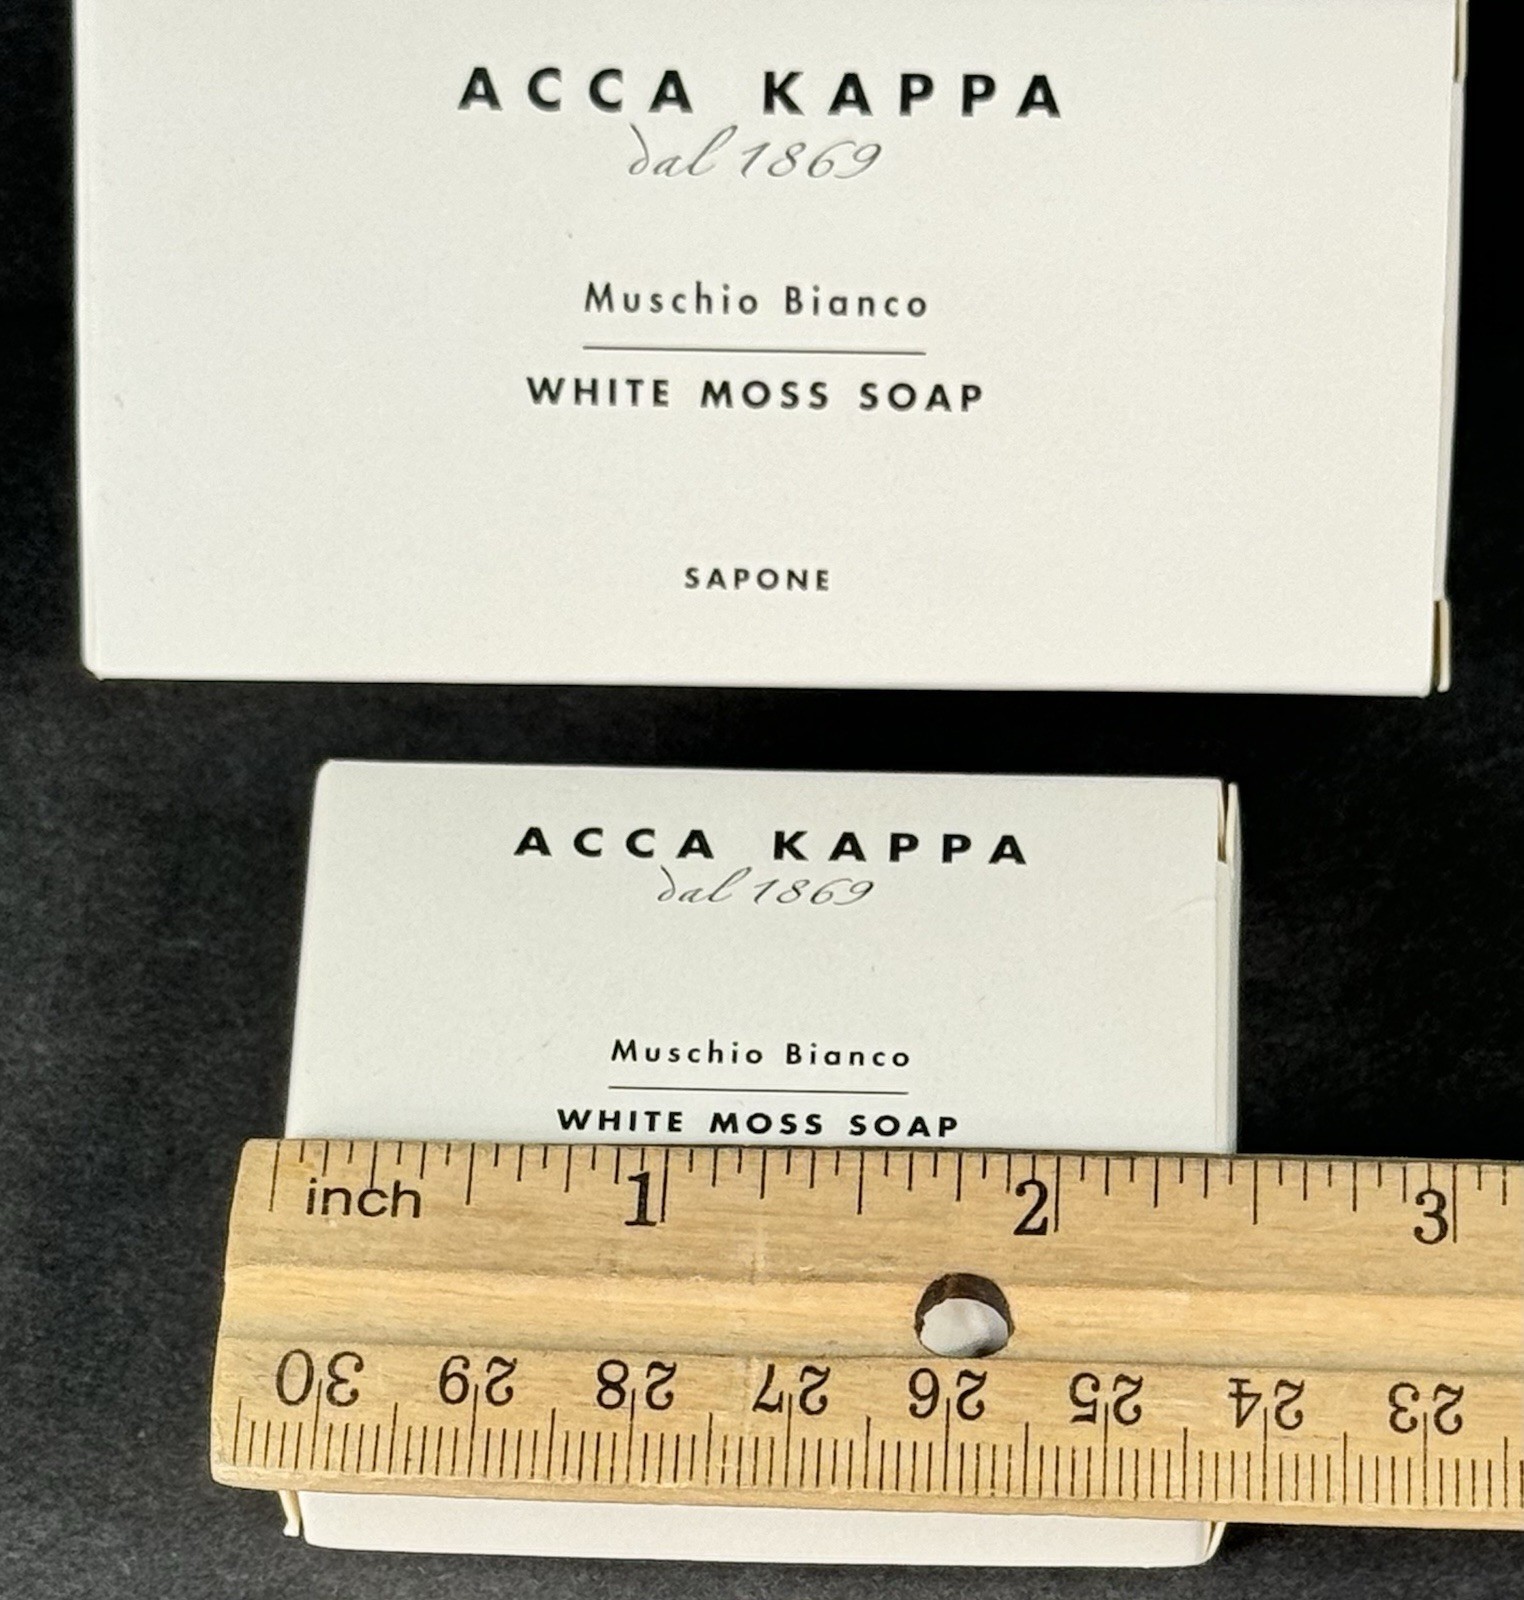 ACCA KAPPA
dal 1869
Muschio Bianco
WHITE MOSS SOAP
SAPONE
ACCA KAPPA
dal 1869
Muschio Bianco
WHITE MOSS SOAP
inch 1 2 3
30 29 28 27 26 25 24 23